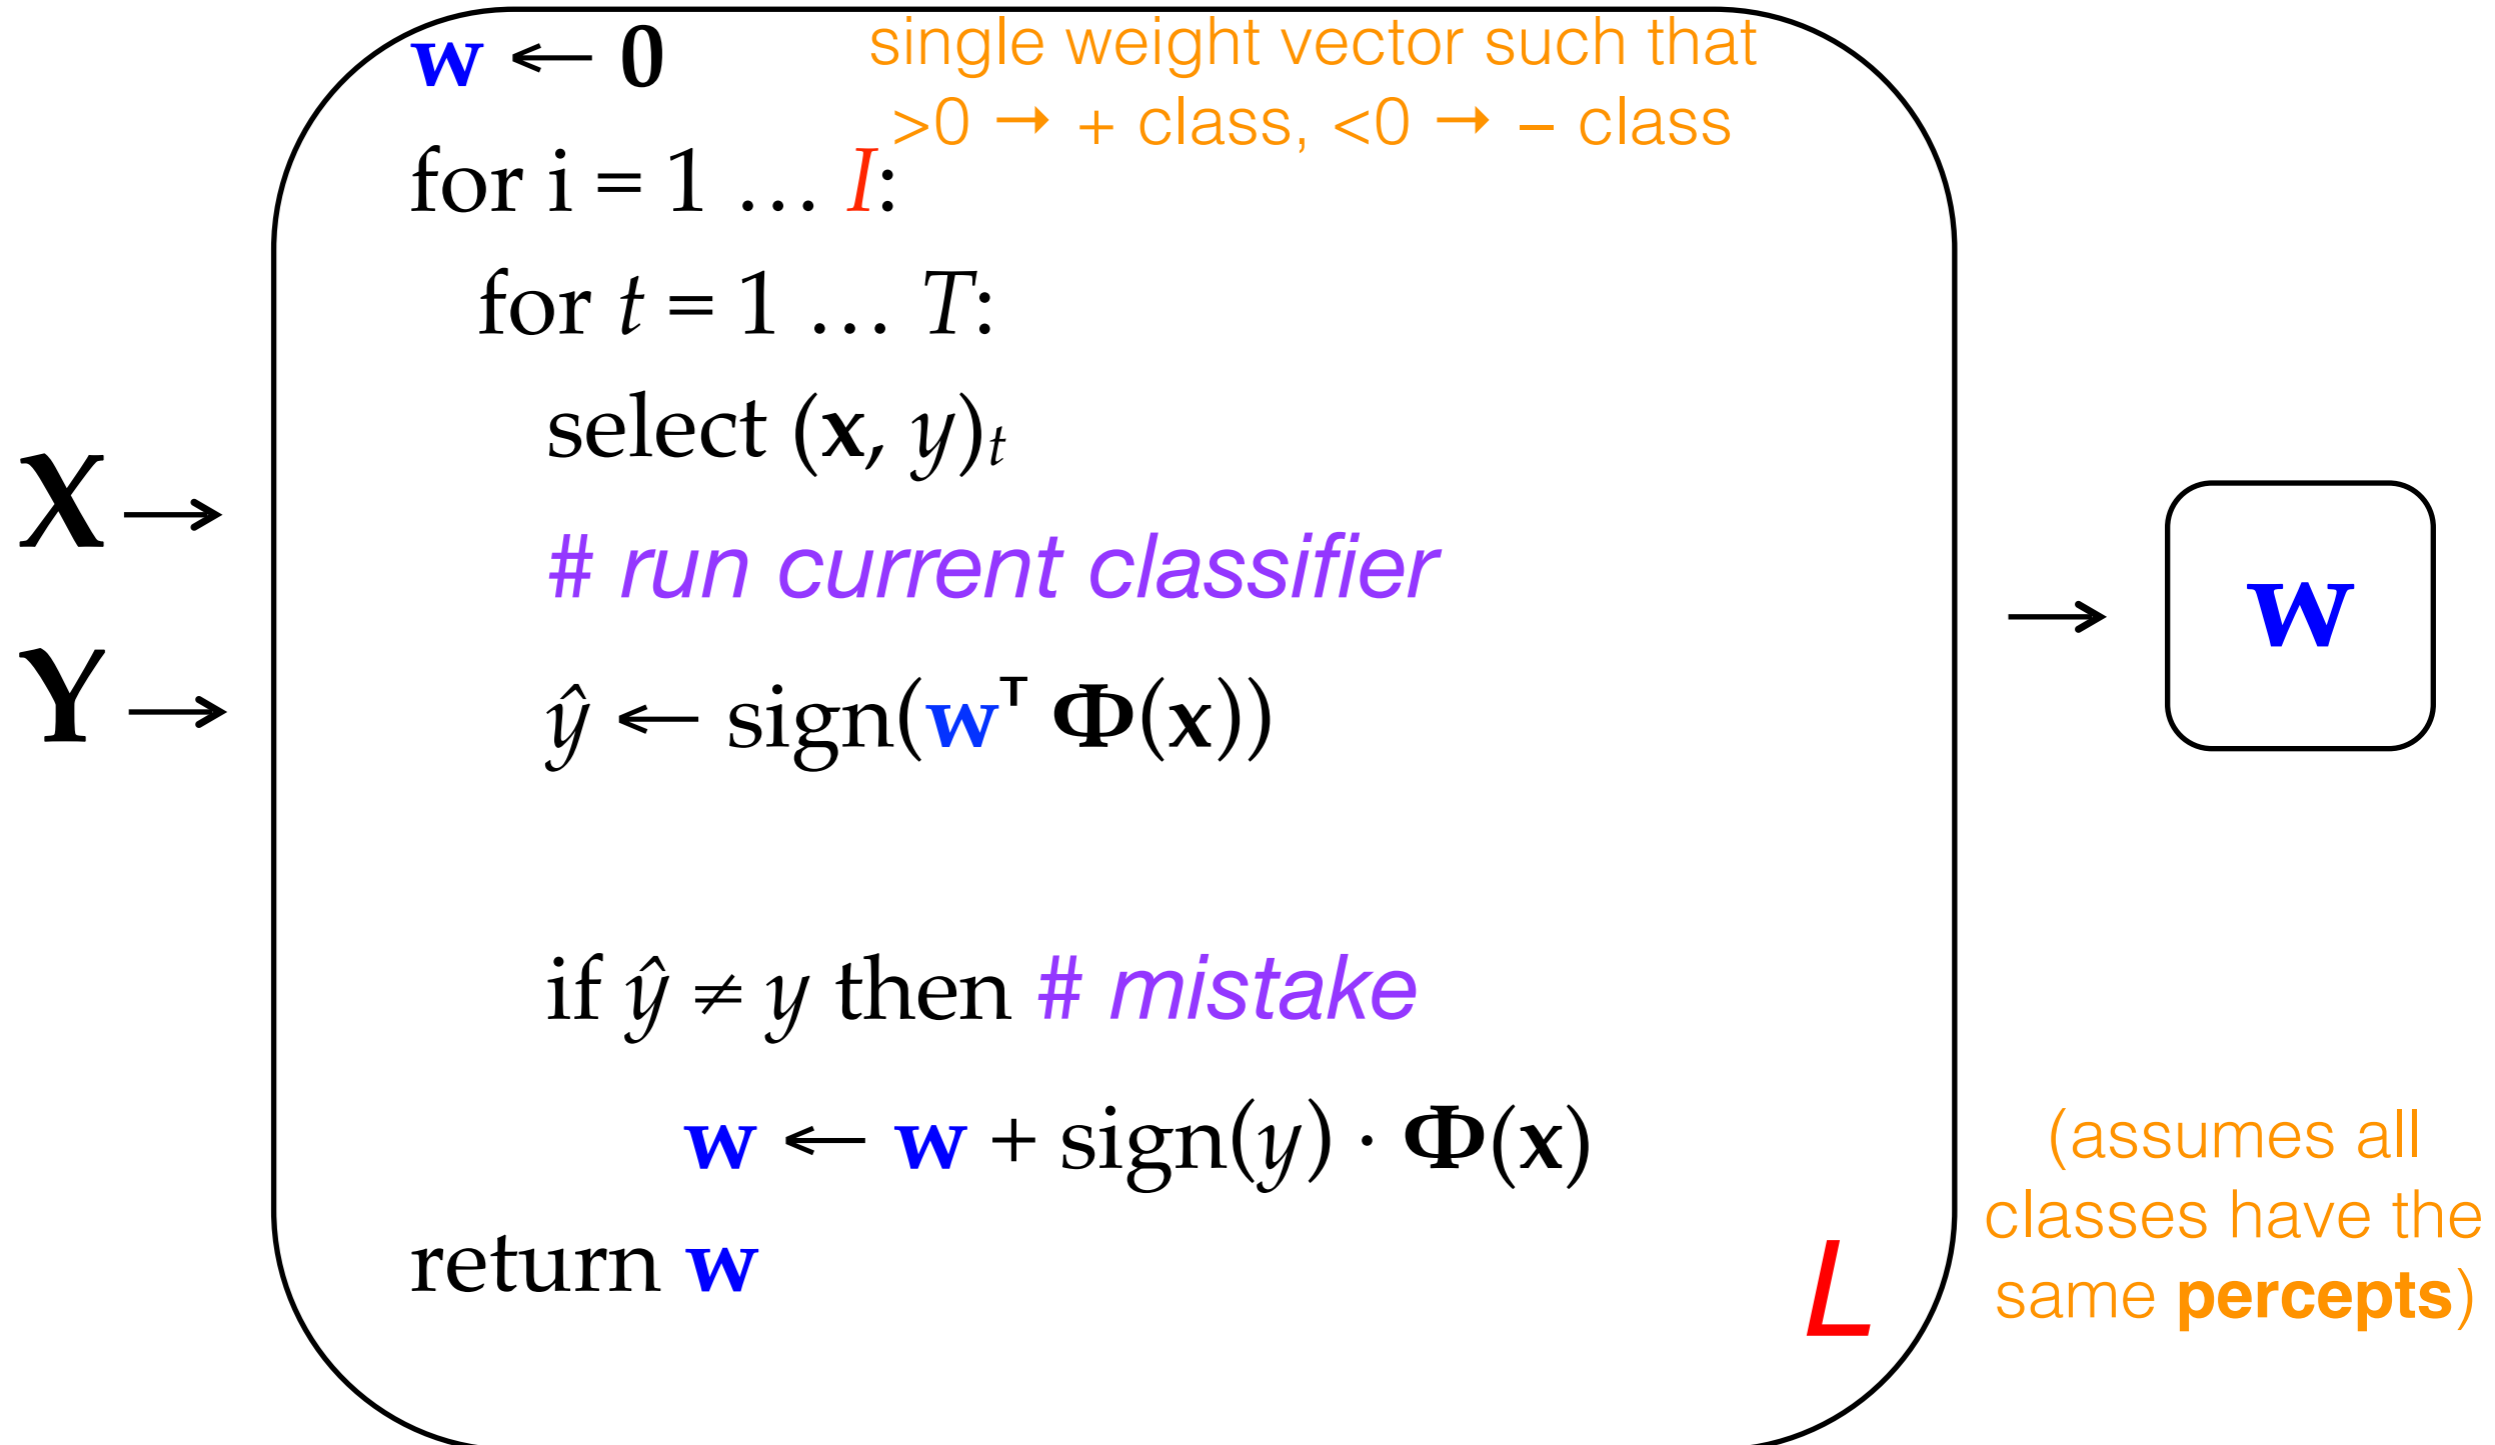 w ← 0
single weight vector such that
>0 → + class, <0 → – class
for i = 1 … I:
for t = 1 … T:
select (x, y)t
# run current classifier
ŷ ← sign(wᵀ Φ(x))
if ŷ ≠ y then # mistake
w ← w + sign(y) · Φ(x)
return w
L
X →
Y →
→
w
(assumes all
classes have the
same percepts)